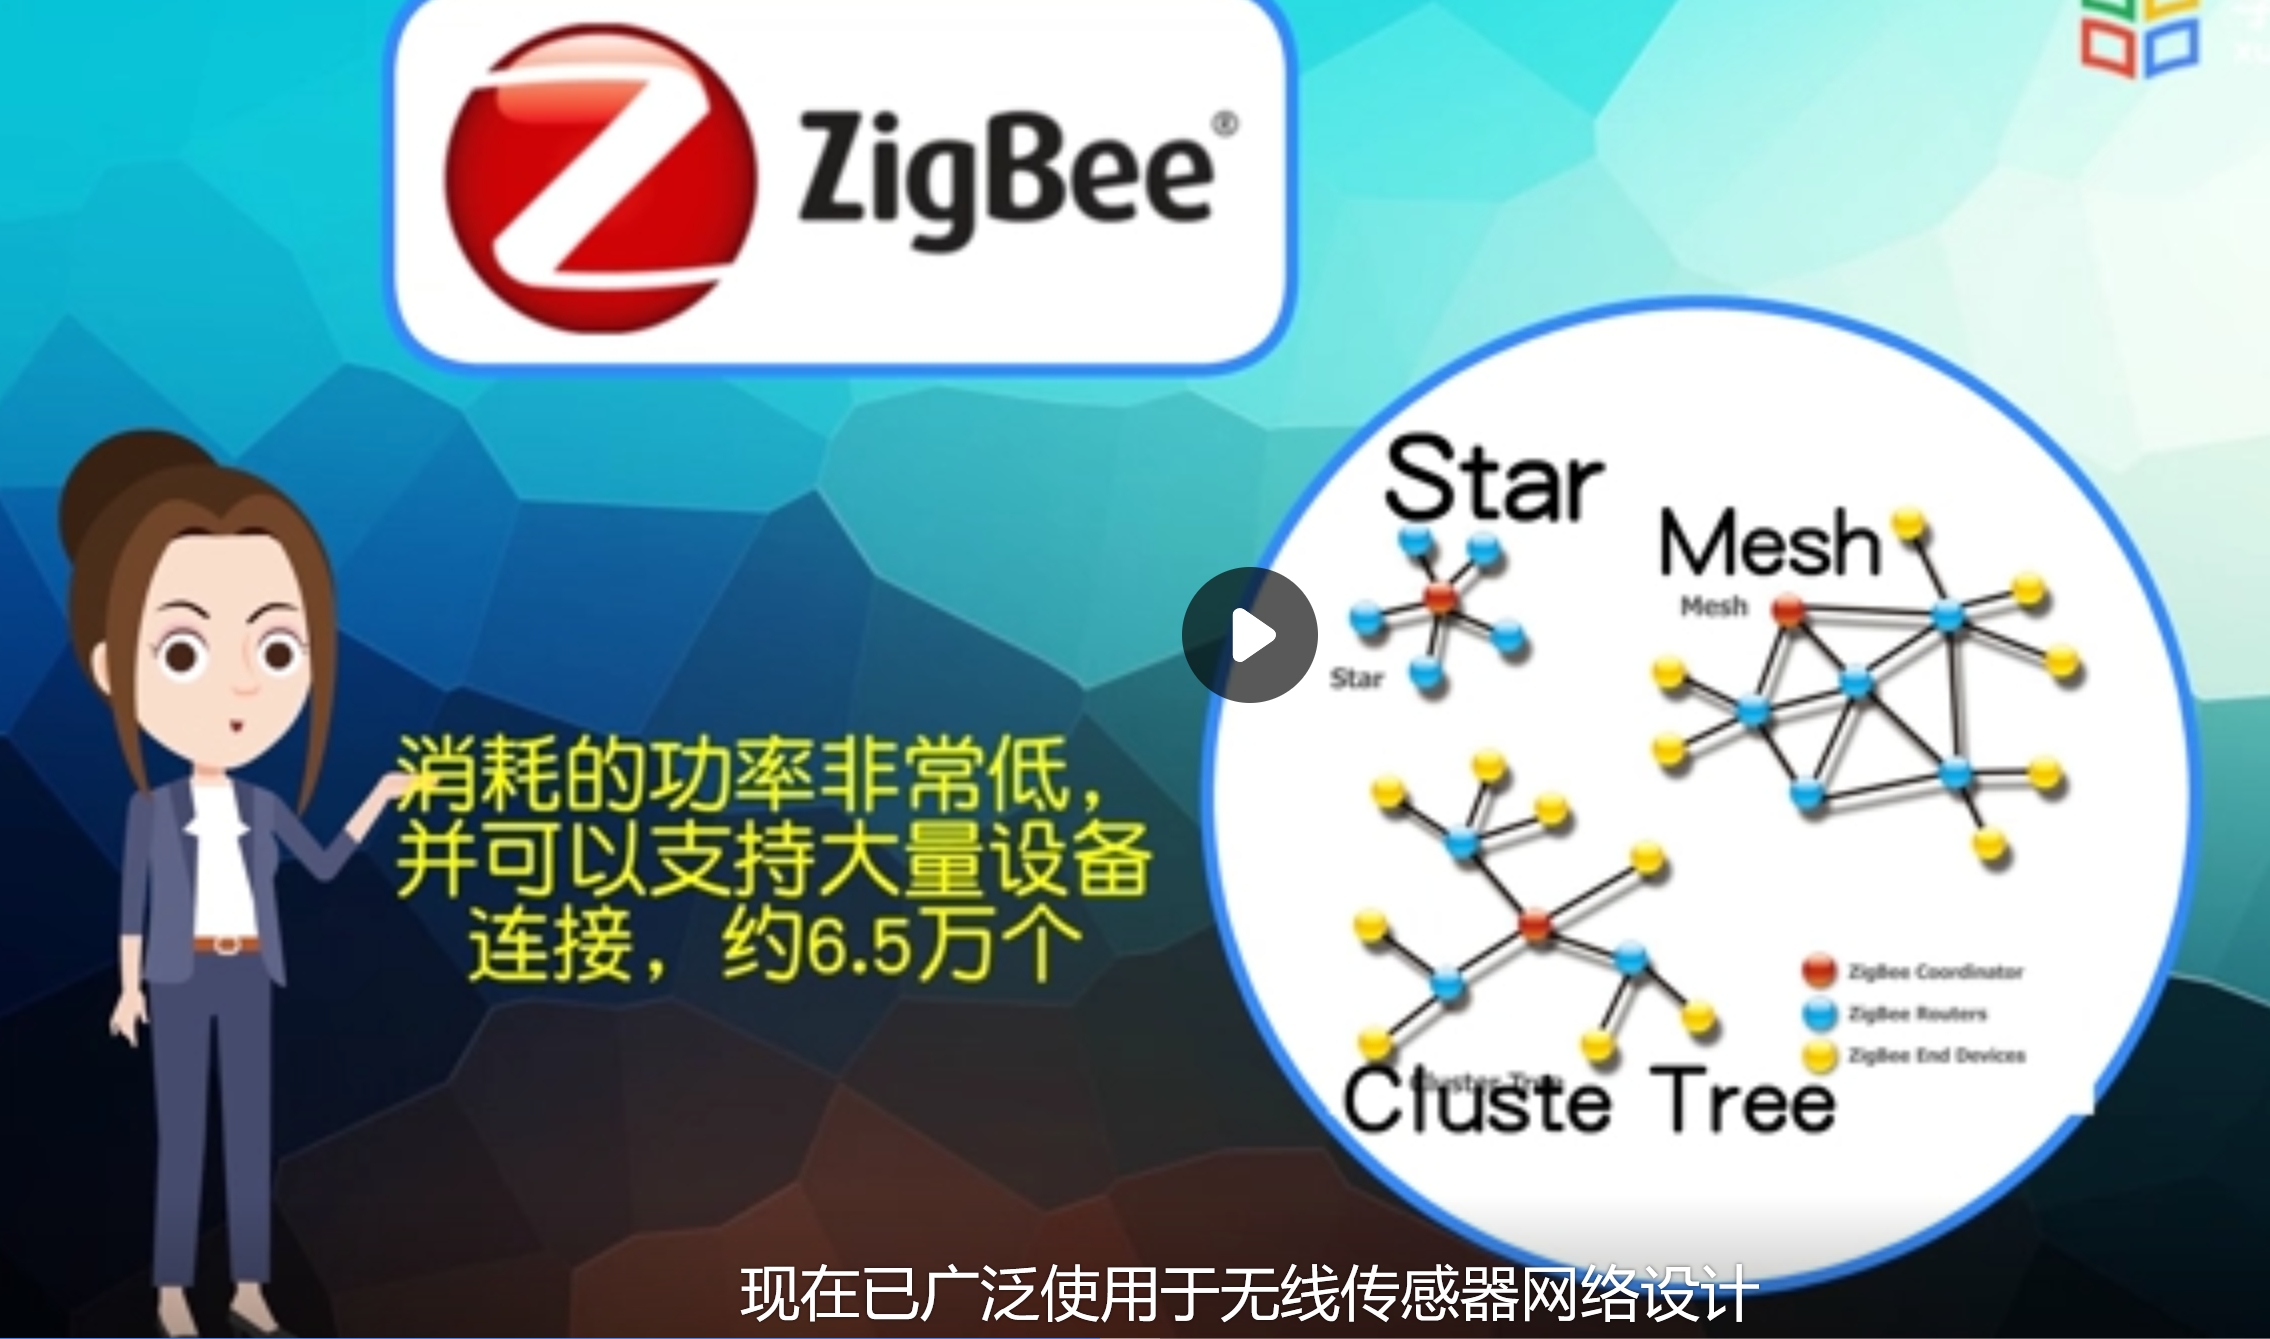 ZigBee®
Star
Mesh
Mesh
Star
消耗的功率非常低，
并可以支持大量设备
连接，约6.5万个
ZigBee Coordinator
ZigBee Routers
ZigBee End Devices
Cluster Tree
Cluste Tree
现在已广泛使用于无线传感器网络设计